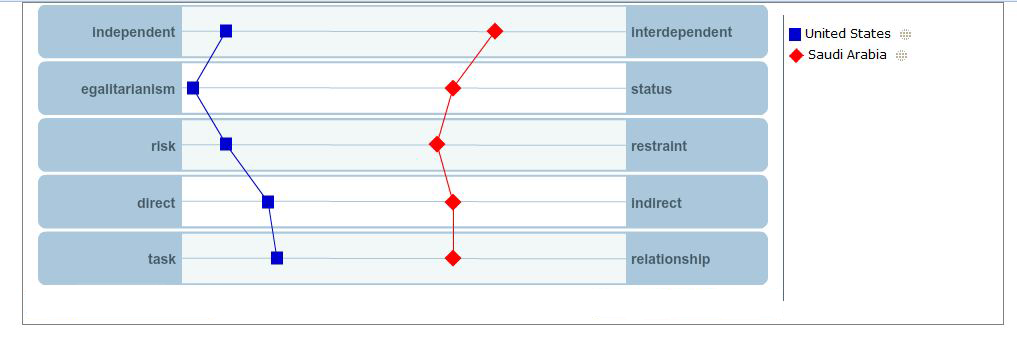 independent Interdependent
egalitarianism status
risk restraint
direct indirect
task relationship
United States
Saudi Arabia